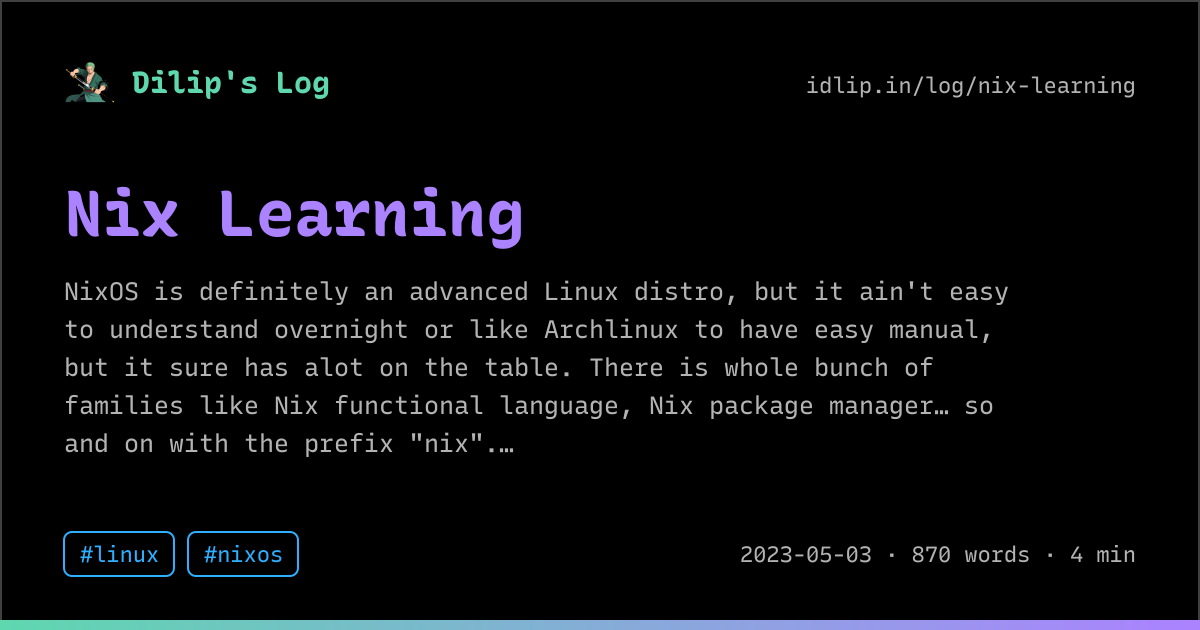 Dilip's Log
idlip.in/log/nix-learning
Nix Learning
NixOS is definitely an advanced Linux distro, but it ain't easy
to understand overnight or like Archlinux to have easy manual,
but it sure has alot on the table. There is whole bunch of
families like Nix functional language, Nix package manager… so
and on with the prefix "nix".…
#linux #nixos
2023-05-03 · 870 words · 4 min